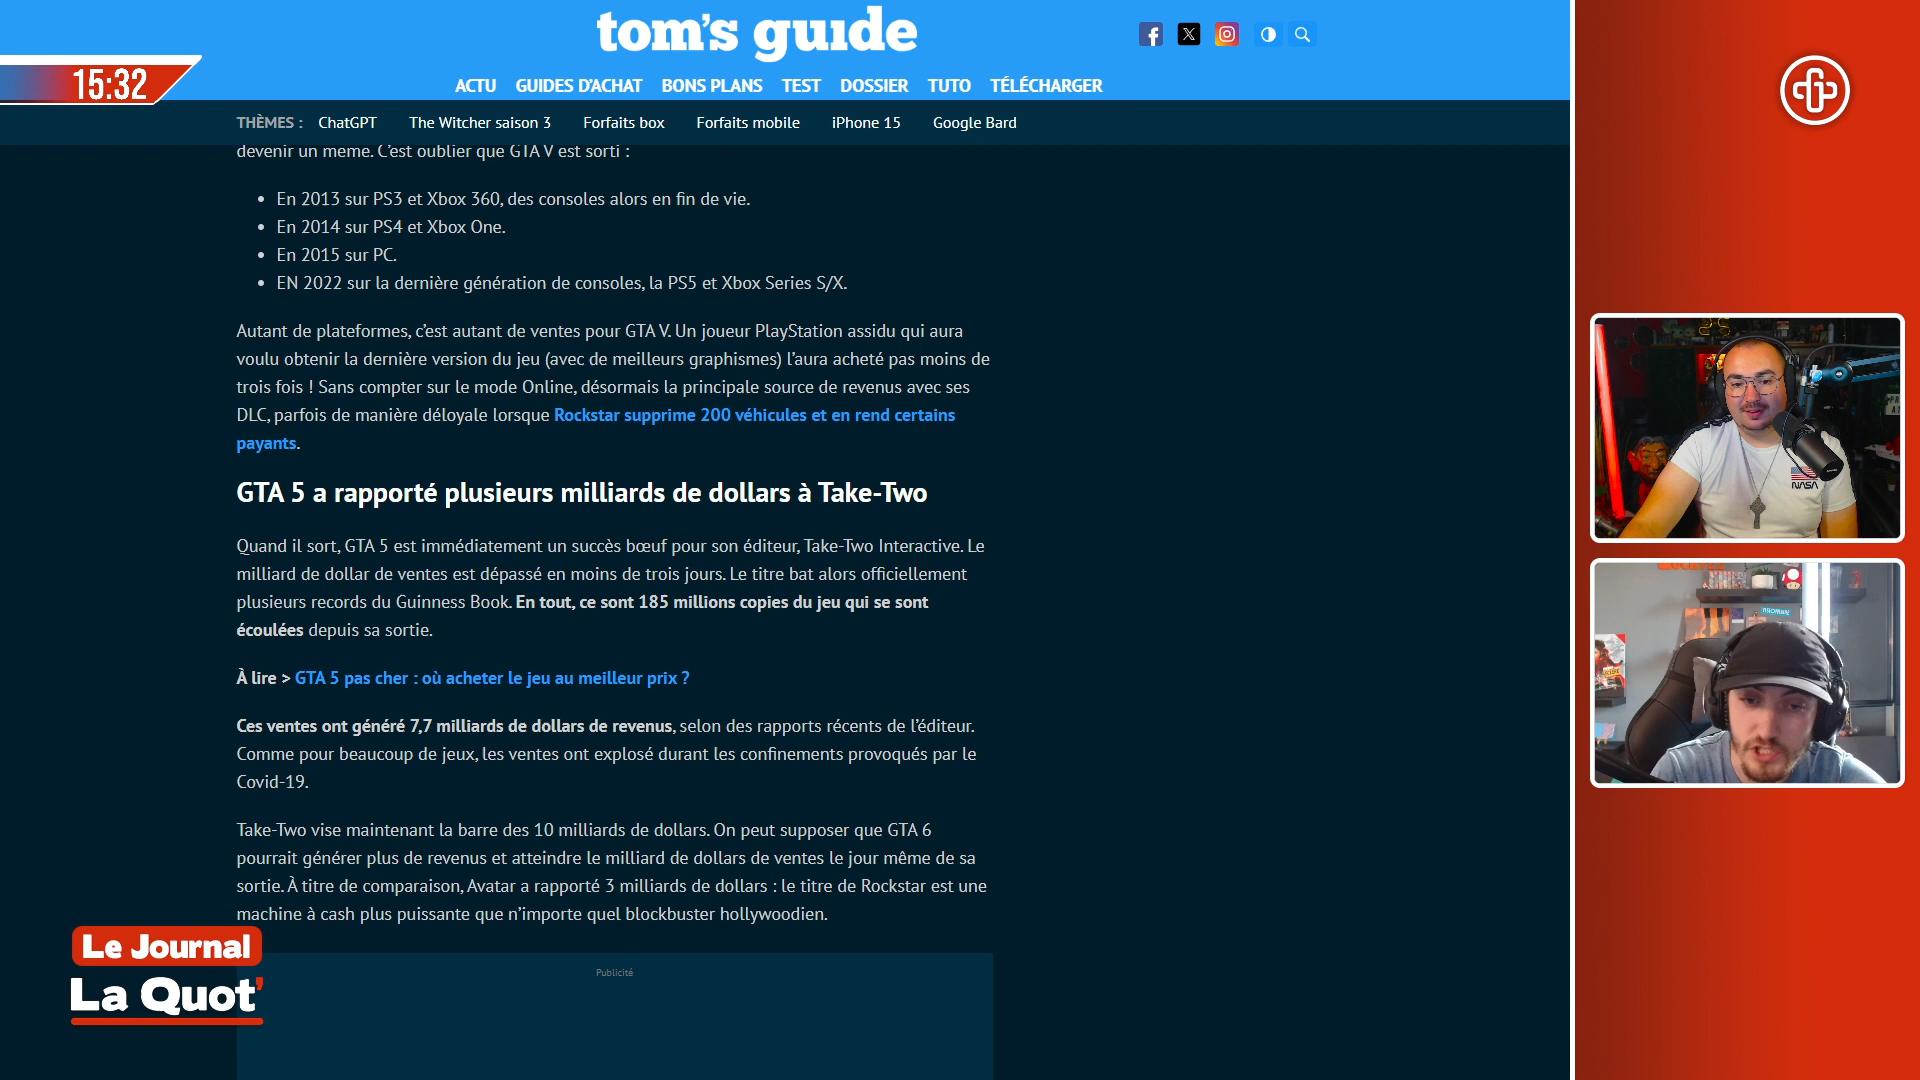 tom's guide
15:32
ACTU GUIDES D'ACHAT BONS PLANS TEST DOSSIER TUTO TÉLÉCHARGER
THÈMES : ChatGPT The Witcher saison 3 Forfaits box Forfaits mobile iPhone 15 Google Bard
devenir un meme. C'est oublier que GTA V est sorti :
• En 2013 sur PS3 et Xbox 360, des consoles alors en fin de vie.
• En 2014 sur PS4 et Xbox One.
• En 2015 sur PC.
• EN 2022 sur la dernière génération de consoles, la PS5 et Xbox Series S/X.
Autant de plateformes, c'est autant de ventes pour GTA V. Un joueur PlayStation assidu qui aura
voulu obtenir la dernière version du jeu (avec de meilleurs graphismes) l'aura acheté pas moins de
trois fois ! Sans compter sur le mode Online, désormais la principale source de revenus avec ses
DLC, parfois de manière déloyale lorsque Rockstar supprime 200 véhicules et en rend certains
payants.
GTA 5 a rapporté plusieurs milliards de dollars à Take-Two
Quand il sort, GTA 5 est immédiatement un succès bœuf pour son éditeur, Take-Two Interactive. Le
milliard de dollar de ventes est dépassé en moins de trois jours. Le titre bat alors officiellement
plusieurs records du Guinness Book. En tout, ce sont 185 millions copies du jeu qui se sont
écoulées depuis sa sortie.
À lire > GTA 5 pas cher : où acheter le jeu au meilleur prix ?
Ces ventes ont généré 7,7 milliards de dollars de revenus, selon des rapports récents de l'éditeur.
Comme pour beaucoup de jeux, les ventes ont explosé durant les confinements provoqués par le
Covid-19.
Take-Two vise maintenant la barre des 10 milliards de dollars. On peut supposer que GTA 6
pourrait générer plus de revenus et atteindre le milliard de dollars de ventes le jour même de sa
sortie. À titre de comparaison, Avatar a rapporté 3 milliards de dollars : le titre de Rockstar est une
machine à cash plus puissante que n'importe quel blockbuster hollywoodien.
Publicité
Le Journal
La Quot'
NASA